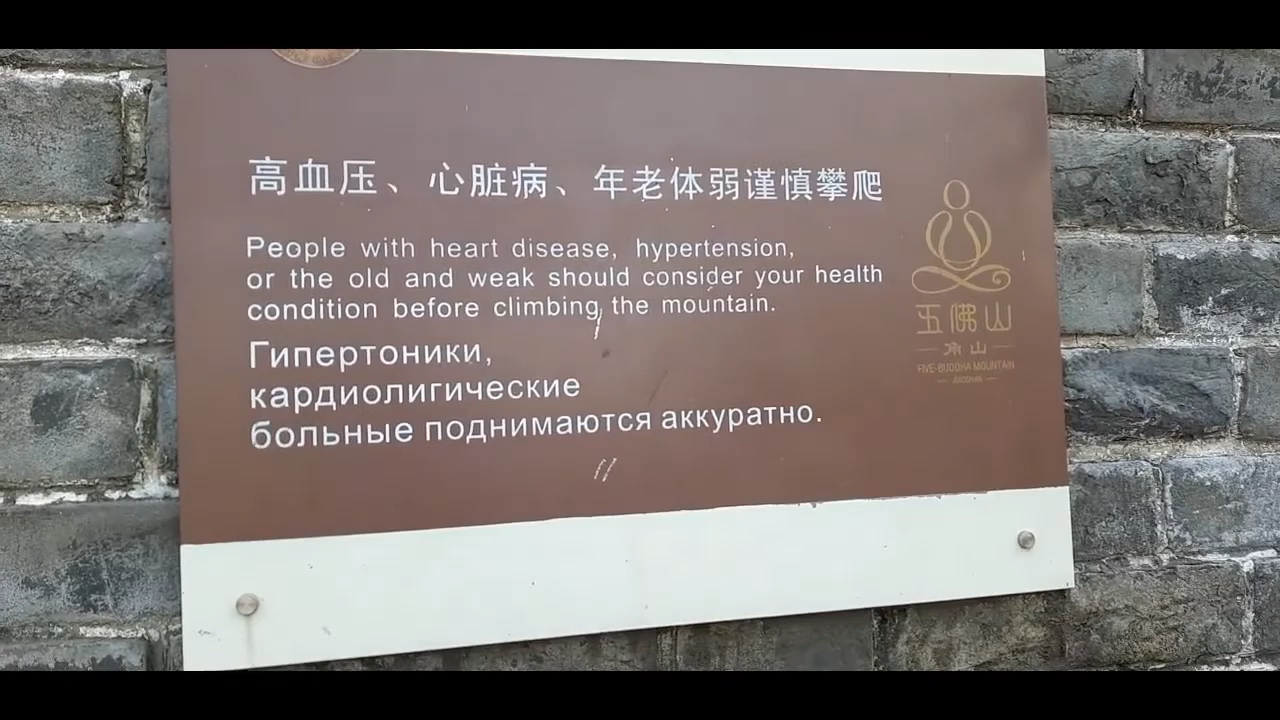 高血压、心脏病、年老体弱谨慎攀爬
People with heart disease, hypertension,
or the old and weak should consider your health
condition before climbing the mountain.
Гипертоники,
кардиолигические
больные поднимаются аккуратно.
五佛山
FIVE-BUDDHA MOUNTAIN